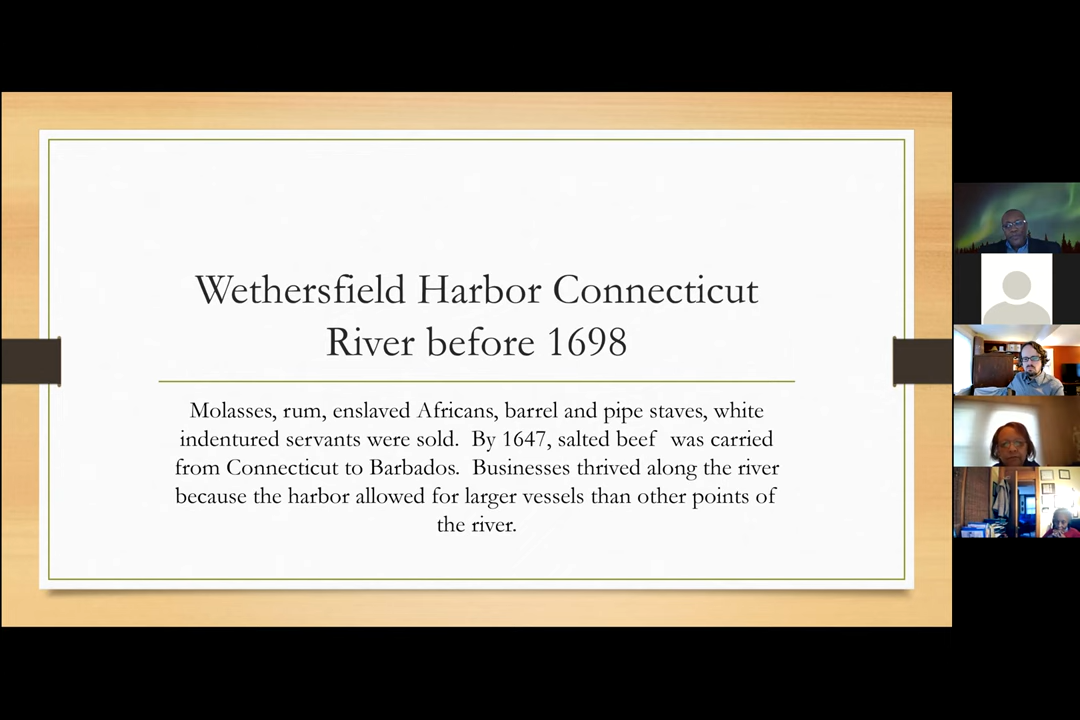 Wethersfield Harbor Connecticut
River before 1698
Molasses, rum, enslaved Africans, barrel and pipe staves, white
indentured servants were sold.  By 1647, salted beef  was carried
from Connecticut to Barbados.  Businesses thrived along the river
because the harbor allowed for larger vessels than other points of
the river.